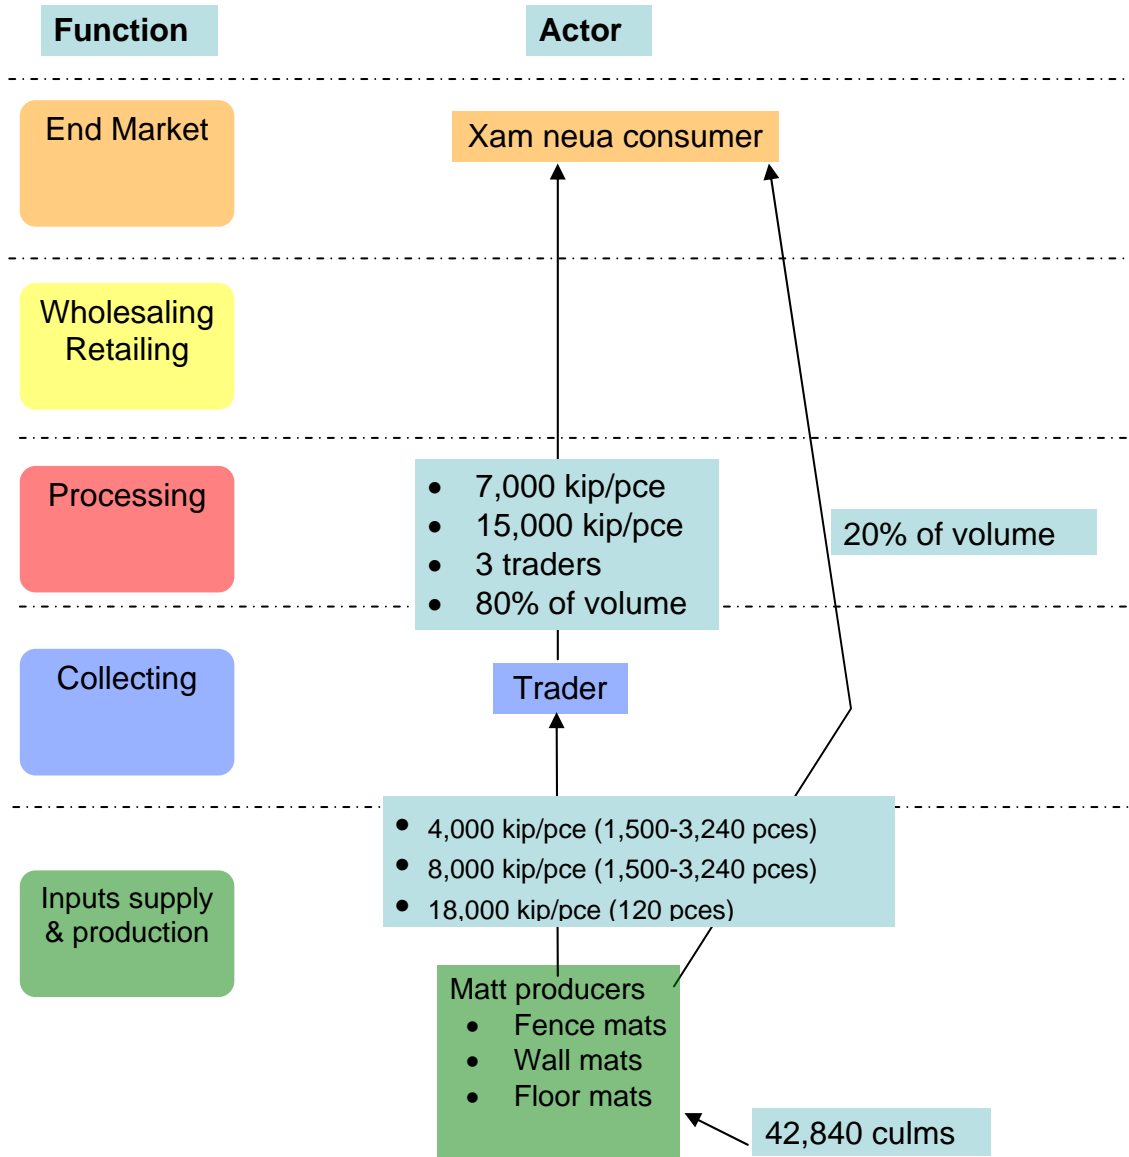 Function
Actor
End Market
Xam neua consumer
Wholesaling
Retailing
Processing
• 7,000 kip/pce
• 15,000 kip/pce
• 3 traders
• 80% of volume
20% of volume
Collecting
Trader
Inputs supply
& production
• 4,000 kip/pce (1,500-3,240 pces)
• 8,000 kip/pce (1,500-3,240 pces)
• 18,000 kip/pce (120 pces)
Matt producers
• Fence mats
• Wall mats
• Floor mats
42,840 culms